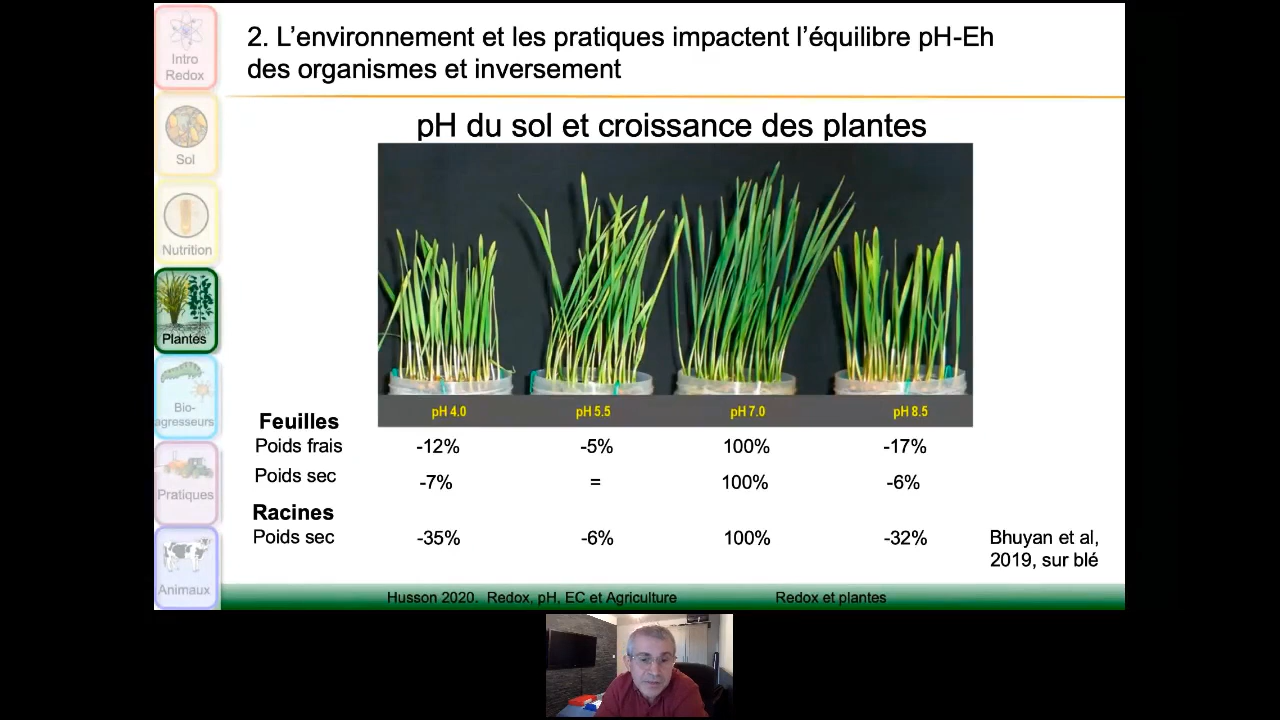 Intro
Redox
Sol
Nutrition
Plantes
Bio-
agresseurs
Pratiques
Animaux
2. L’environnement et les pratiques impactent l’équilibre pH-Eh
des organismes et inversement
pH du sol et croissance des plantes
pH 4.0 pH 5.5 pH 7.0 pH 8.5
Feuilles
Poids frais -12% -5% 100% -17%
Poids sec -7% = 100% -6%
Racines
Poids sec -35% -6% 100% -32%
Bhuyan et al,
2019, sur blé
Husson 2020. Redox, pH, EC et Agriculture Redox et plantes